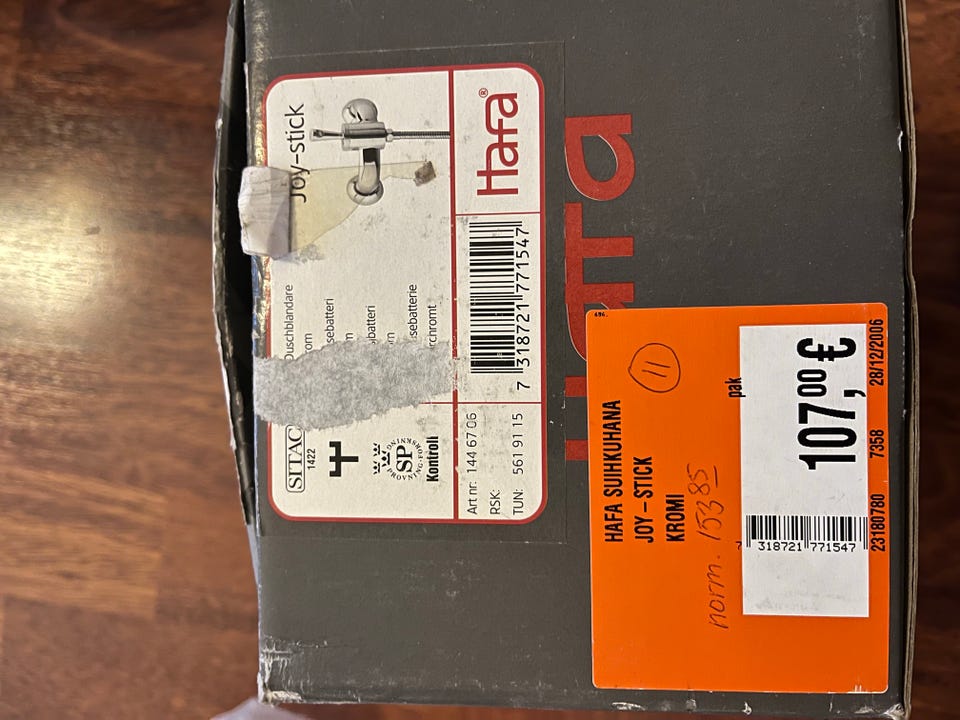 Joy-stick
Duschblandare
Kontroll
SITAC
1422
SP
Art nr: 144 67 06
RSK:
TUN: 561 91 15
7 318721 771547
Hafa®
HAFA SUIHKUHANA
JOY – STICK
KROMI
11
norm. 153 85
pak
107,00 €
7 318721 771547
23180780 7358 28/12/2006